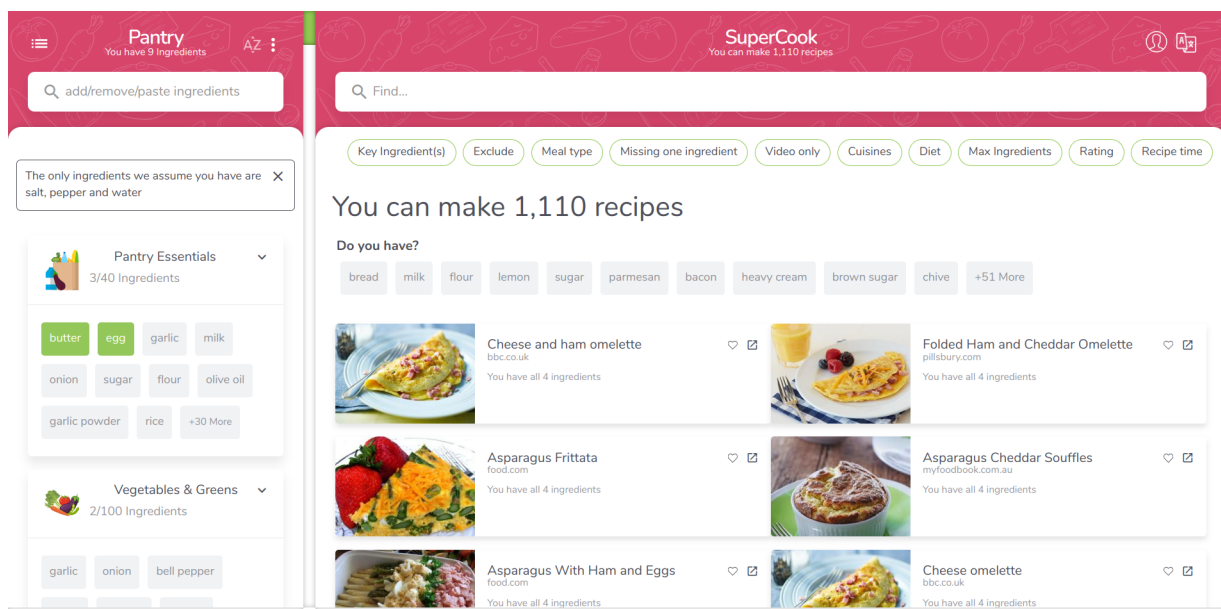 Pantry
You have 9 Ingredients
AZ
add/remove/paste ingredients
The only ingredients we assume you have are
salt, pepper and water
Pantry Essentials
3/40 Ingredients
butter egg garlic milk
onion sugar flour olive oil
garlic powder rice +30 More
Vegetables & Greens
2/100 Ingredients
garlic onion bell pepper
SuperCook
You can make 1,110 recipes
Find...
Key Ingredient(s) Exclude Meal type Missing one ingredient Video only Cuisines Diet Max Ingredients Rating Recipe time
You can make 1,110 recipes
Do you have?
bread milk flour lemon sugar parmesan bacon heavy cream brown sugar chive +51 More
Cheese and ham omelette
bbc.co.uk
You have all 4 ingredients
Folded Ham and Cheddar Omelette
pillsbury.com
You have all 4 ingredients
Asparagus Frittata
food.com
You have all 4 ingredients
Asparagus Cheddar Souffles
myfoodbook.com.au
You have all 4 ingredients
Asparagus With Ham and Eggs
food.com
You have all 4 ingredients
Cheese omelette
bbc.co.uk
You have all 4 ingredients